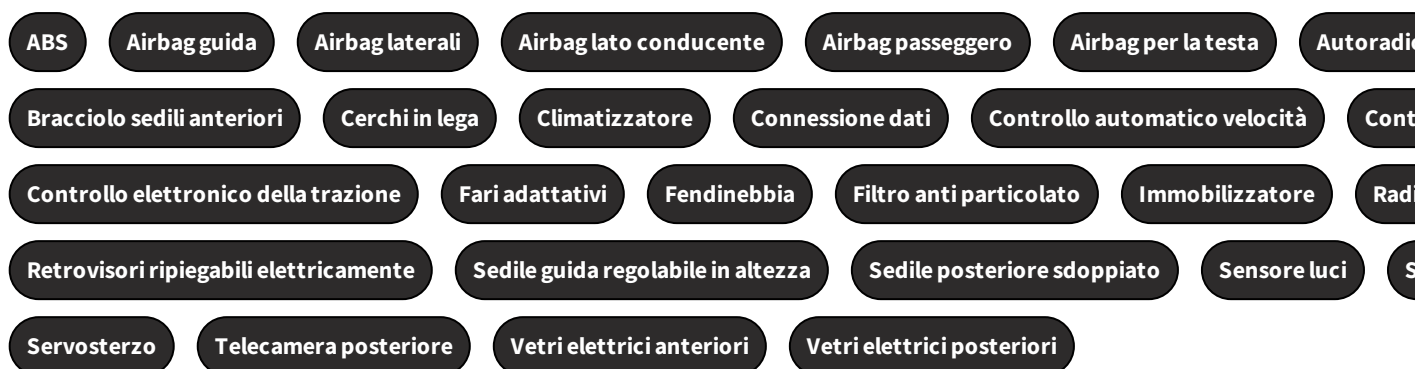 ABS Airbag guida Airbag laterali Airbag lato conducente Airbag passeggero Airbag per la testa
Bracciolo sedili anteriori Cerchi in lega Climatizzatore Connessione dati Controllo automatico velocità
Controllo elettronico della trazione Fari adattativi Fendinebbia Filtro anti particolato Immobilizzatore
Retrovisori ripiegabili elettricamente Sedile guida regolabile in altezza Sedile posteriore sdoppiato Sensore luci
Servosterzo Telecamera posteriore Vetri elettrici anteriori Vetri elettrici posteriori